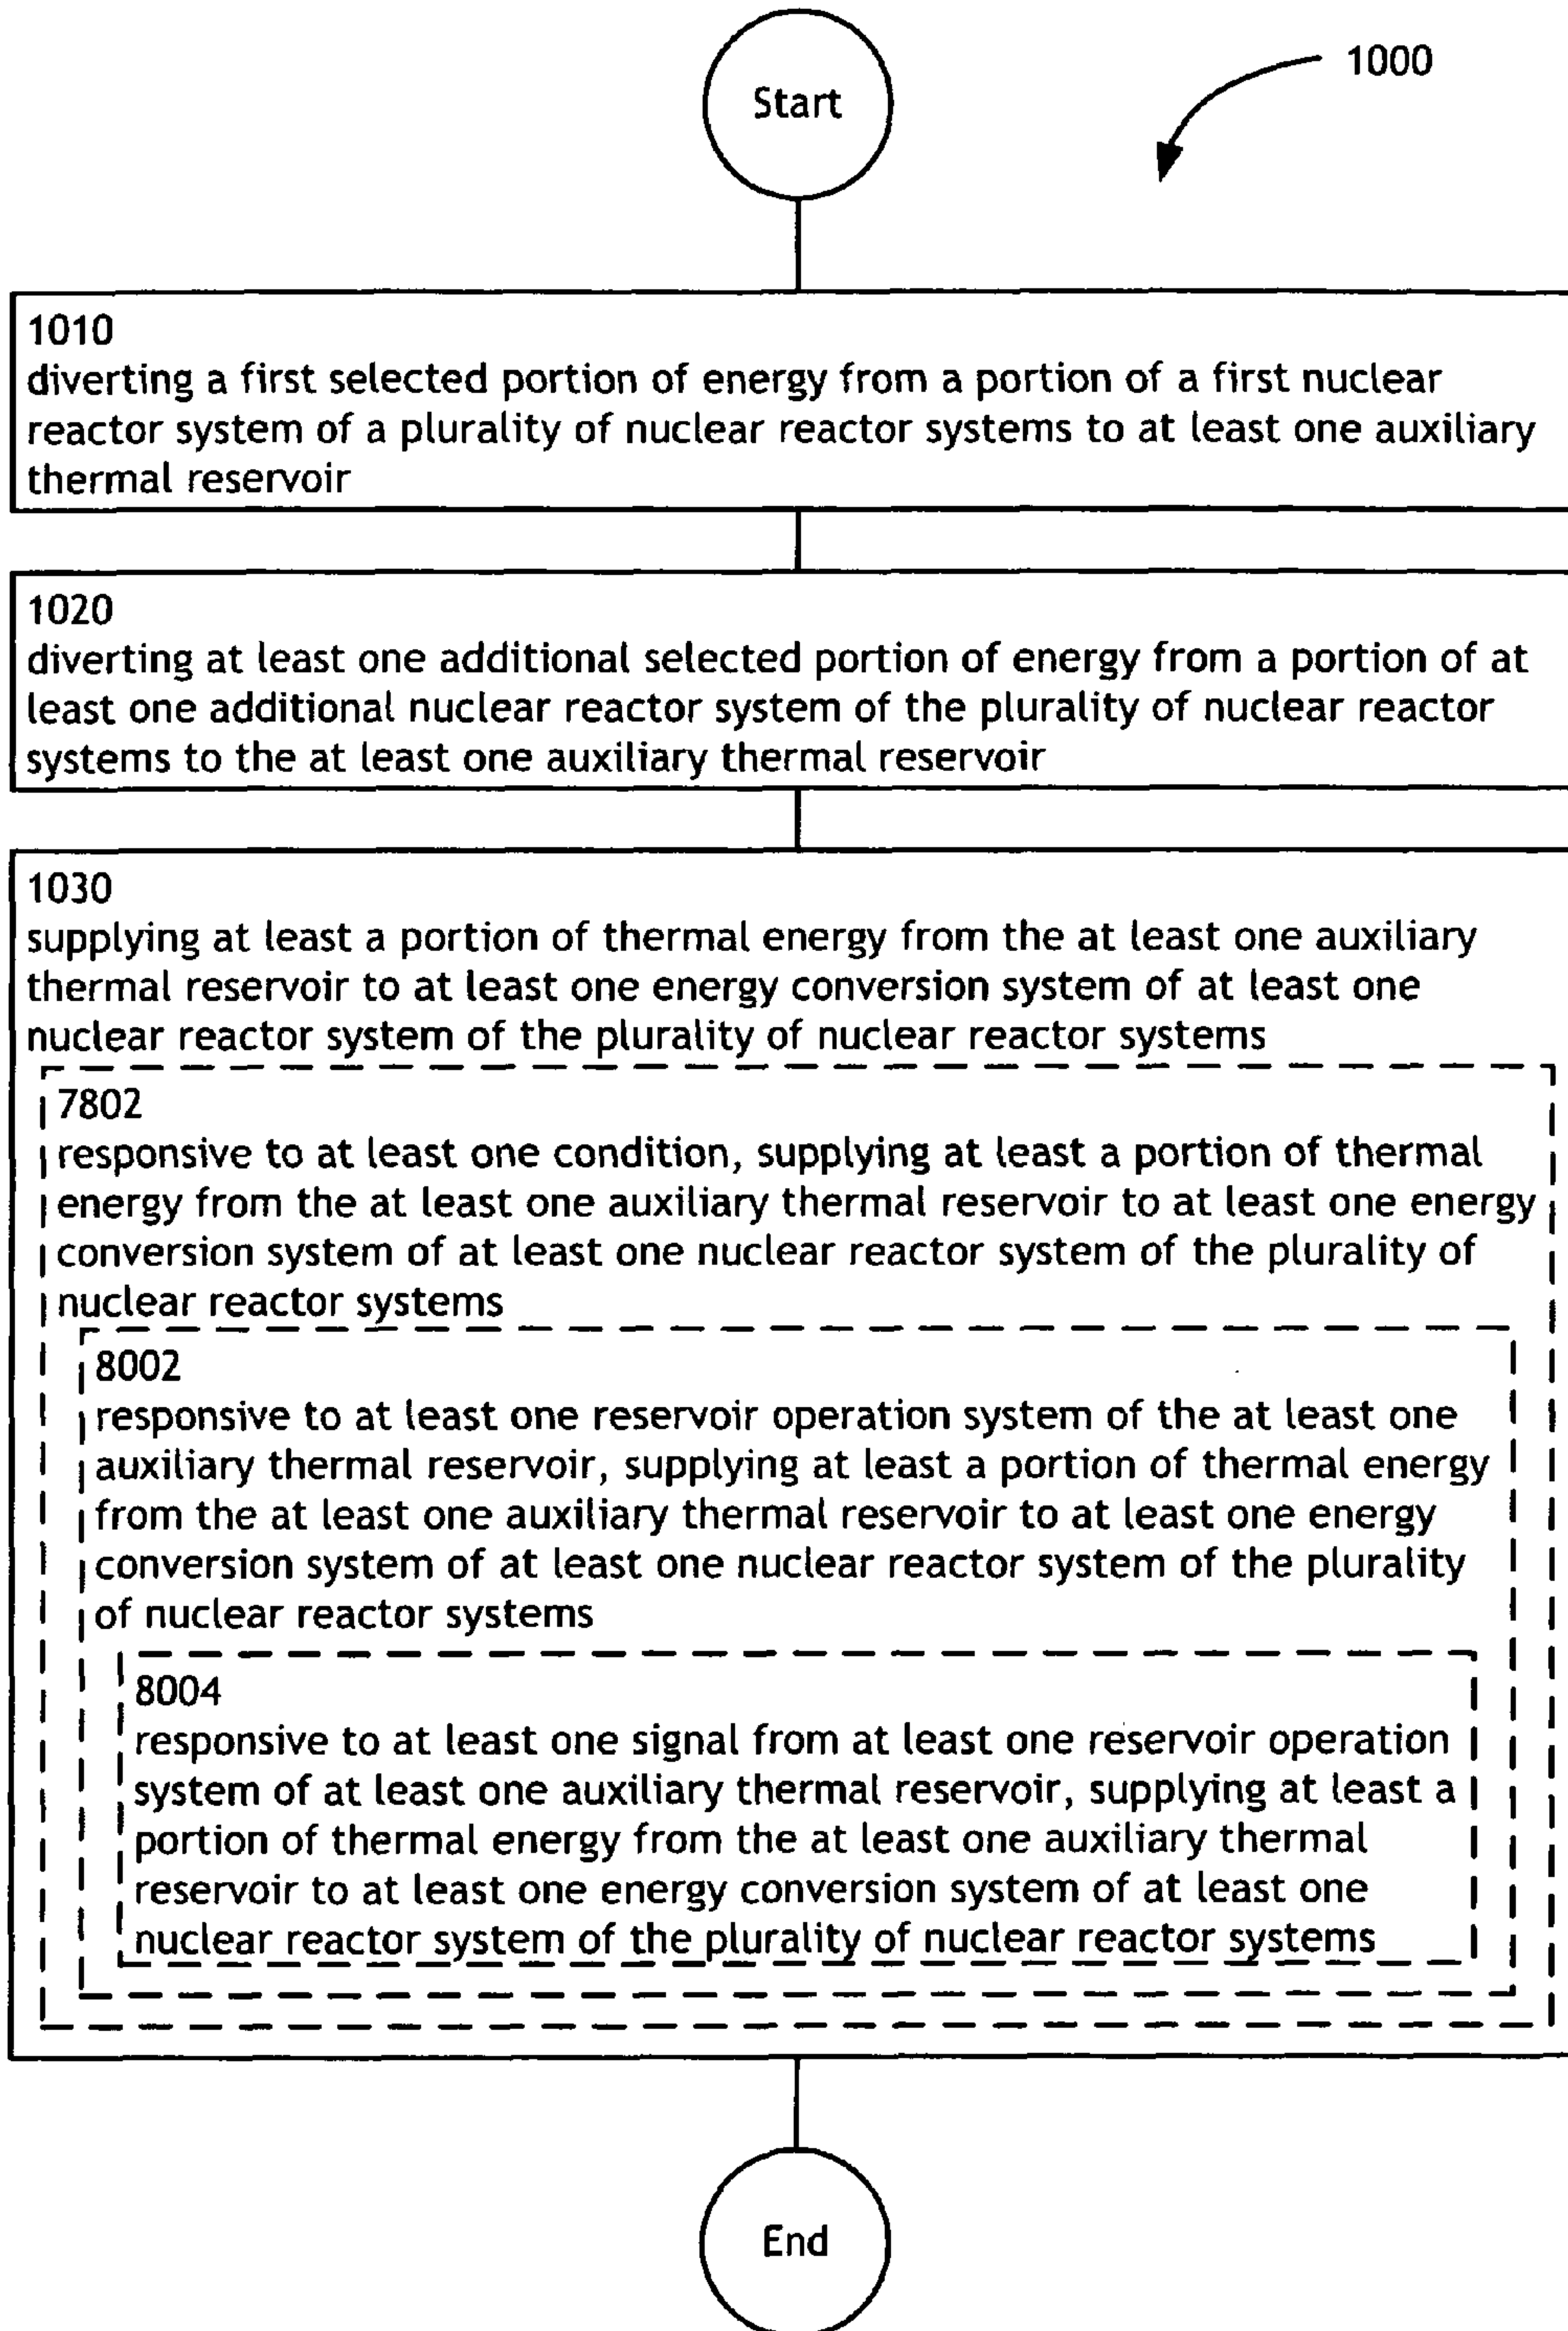 Start
1000
1010
diverting a first selected portion of energy from a portion of a first nuclear
reactor system of a plurality of nuclear reactor systems to at least one auxiliary
thermal reservoir
1020
diverting at least one additional selected portion of energy from a portion of at
least one additional nuclear reactor system of the plurality of nuclear reactor
systems to the at least one auxiliary thermal reservoir
1030
supplying at least a portion of thermal energy from the at least one auxiliary
thermal reservoir to at least one energy conversion system of at least one
nuclear reactor system of the plurality of nuclear reactor systems
7802
responsive to at least one condition, supplying at least a portion of thermal
energy from the at least one auxiliary thermal reservoir to at least one energy
conversion system of at least one nuclear reactor system of the plurality of
nuclear reactor systems
8002
responsive to at least one reservoir operation system of the at least one
auxiliary thermal reservoir, supplying at least a portion of thermal energy
from the at least one auxiliary thermal reservoir to at least one energy
conversion system of at least one nuclear reactor system of the plurality
of nuclear reactor systems
8004
responsive to at least one signal from at least one reservoir operation
system of at least one auxiliary thermal reservoir, supplying at least a
portion of thermal energy from the at least one auxiliary thermal
reservoir to at least one energy conversion system of at least one
nuclear reactor system of the plurality of nuclear reactor systems
End